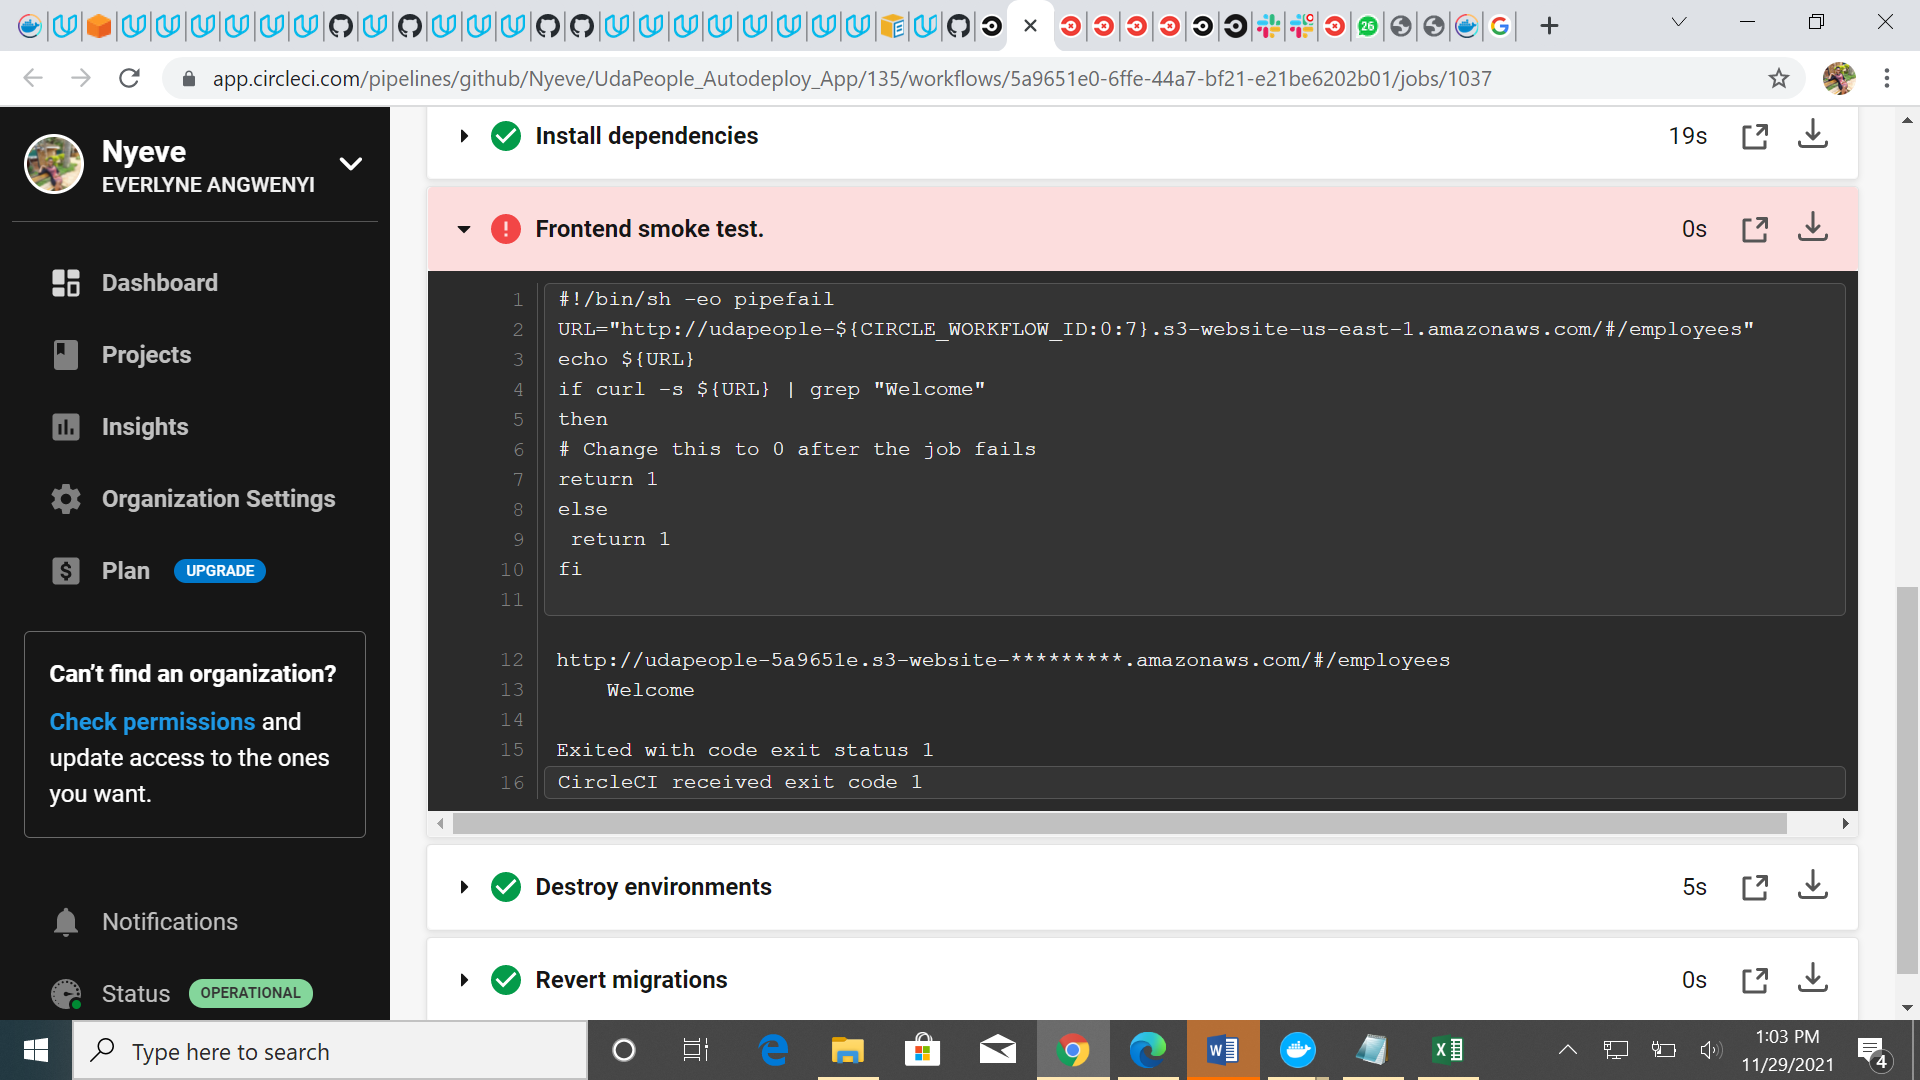 26
app.circleci.com/pipelines/github/Nyeve/UdaPeople_Autodeploy_App/135/workflows/5a9651e0-6ffe-44a7-bf21-e21be6202b01/jobs/1037
Nyeve
EVERLYNE ANGWENYI
Dashboard
Projects
Insights
Organization Settings
Plan UPGRADE
Can't find an organization?
Check permissions and
update access to the ones
you want.
Notifications
Status OPERATIONAL
Install dependencies 19s
Frontend smoke test. 0s
1 #!/bin/sh -eo pipefail
2 URL="http://udapeople-${CIRCLE_WORKFLOW_ID:0:7}.s3-website-us-east-1.amazonaws.com/#/employees"
3 echo ${URL}
4 if curl -s ${URL} | grep "Welcome"
5 then
6 # Change this to 0 after the job fails
7 return 1
8 else
9 return 1
10 fi
11
12 http://udapeople-5a9651e.s3-website-*********.amazonaws.com/#/employees
13 Welcome
14
15 Exited with code exit status 1
16 CircleCI received exit code 1
Destroy environments 5s
Revert migrations 0s
Type here to search
1:03 PM
11/29/2021
4